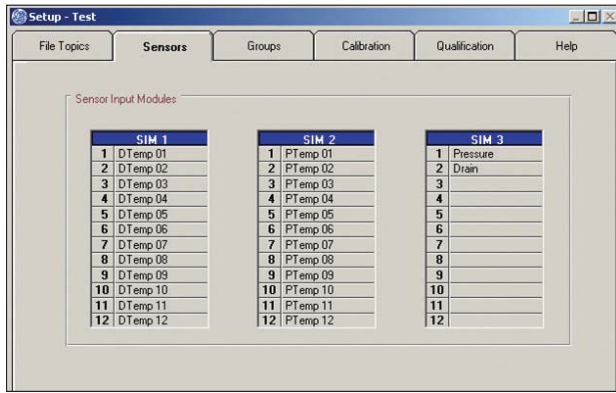 Setup - Test
File Topics Sensors Groups Calibration Qualification Help
Sensor Input Modules
SIM 1 SIM 2 SIM 3
1 DTemp 01 1 PTemp 01 1 Pressure
2 DTemp 02 2 PTemp 02 2 Drain
3 DTemp 03 3 PTemp 03 3
4 DTemp 04 4 PTemp 04 4
5 DTemp 05 5 PTemp 05 5
6 DTemp 06 6 PTemp 06 6
7 DTemp 07 7 PTemp 07 7
8 DTemp 08 8 PTemp 08 8
9 DTemp 09 9 PTemp 09 9
10 DTemp 10 10 PTemp 10 10
11 DTemp 11 11 PTemp 11 11
12 DTemp 12 12 PTemp 12 12